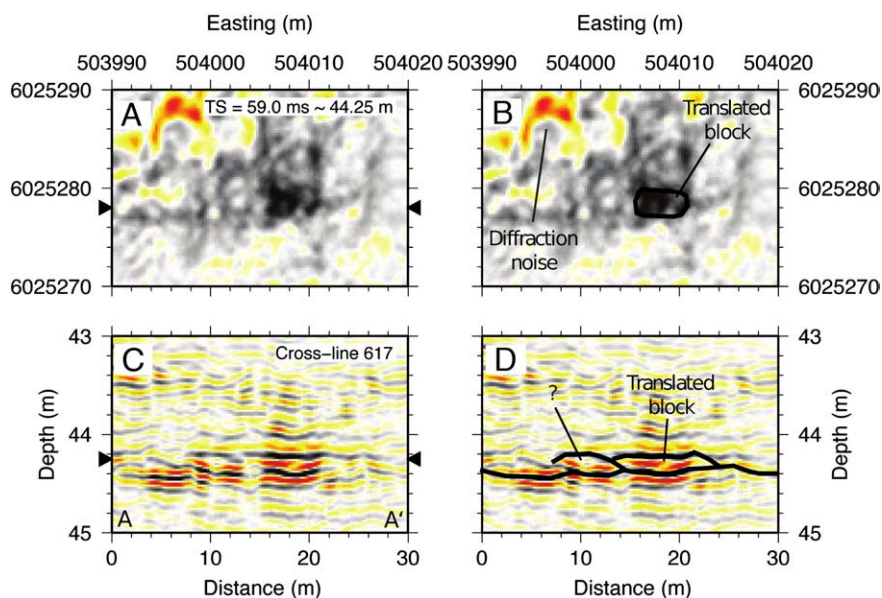 Easting (m)
Easting (m)
503990 504000 504010 504020
503990 504000 504010 504020
6025290
6025280
6025270
A
TS = 59.0 ms ~ 44.25 m
B
Translated
block
Diffraction
noise
6025290
6025280
6025270
43
44
45
Depth (m)
C
Cross−line 617
A
A'
D
?
Translated
block
43
44
45
Depth (m)
0 10 20 30
0 10 20 30
Distance (m)
Distance (m)